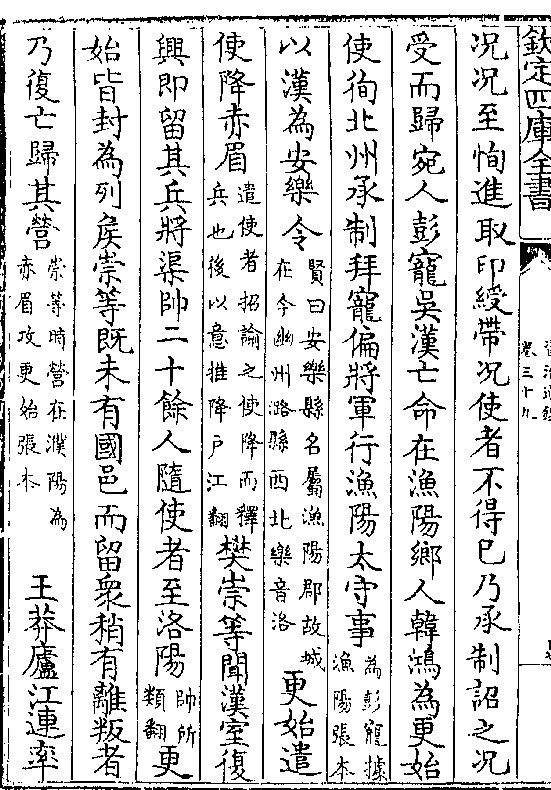 欽定四庫全書
卷三十九
况况至恂進取印綬帶况使者不得已乃承制詔之况
受而歸宛人彭寵吳漢亡命在漁陽鄉人韓鴻為更始
使徇北州承制拜寵偏將軍行漁陽太守事為彭寵據漁陽張本
以漢為安樂令賢曰安樂縣名屬漁陽郡故城在今幽州潞縣西北樂音洛更始遣
使降赤眉遣使者招諭之使降而釋兵也後以意推降户江翻樊崇等聞漢室復
興即留其兵將渠帥二十餘人隨使者至洛陽帥所類翻更
始皆封為列侯崇等既未有國邑而留衆稍有離叛者
乃復亡歸其營崇等時營在濮陽為赤眉攻更始張本王莽廬江連率